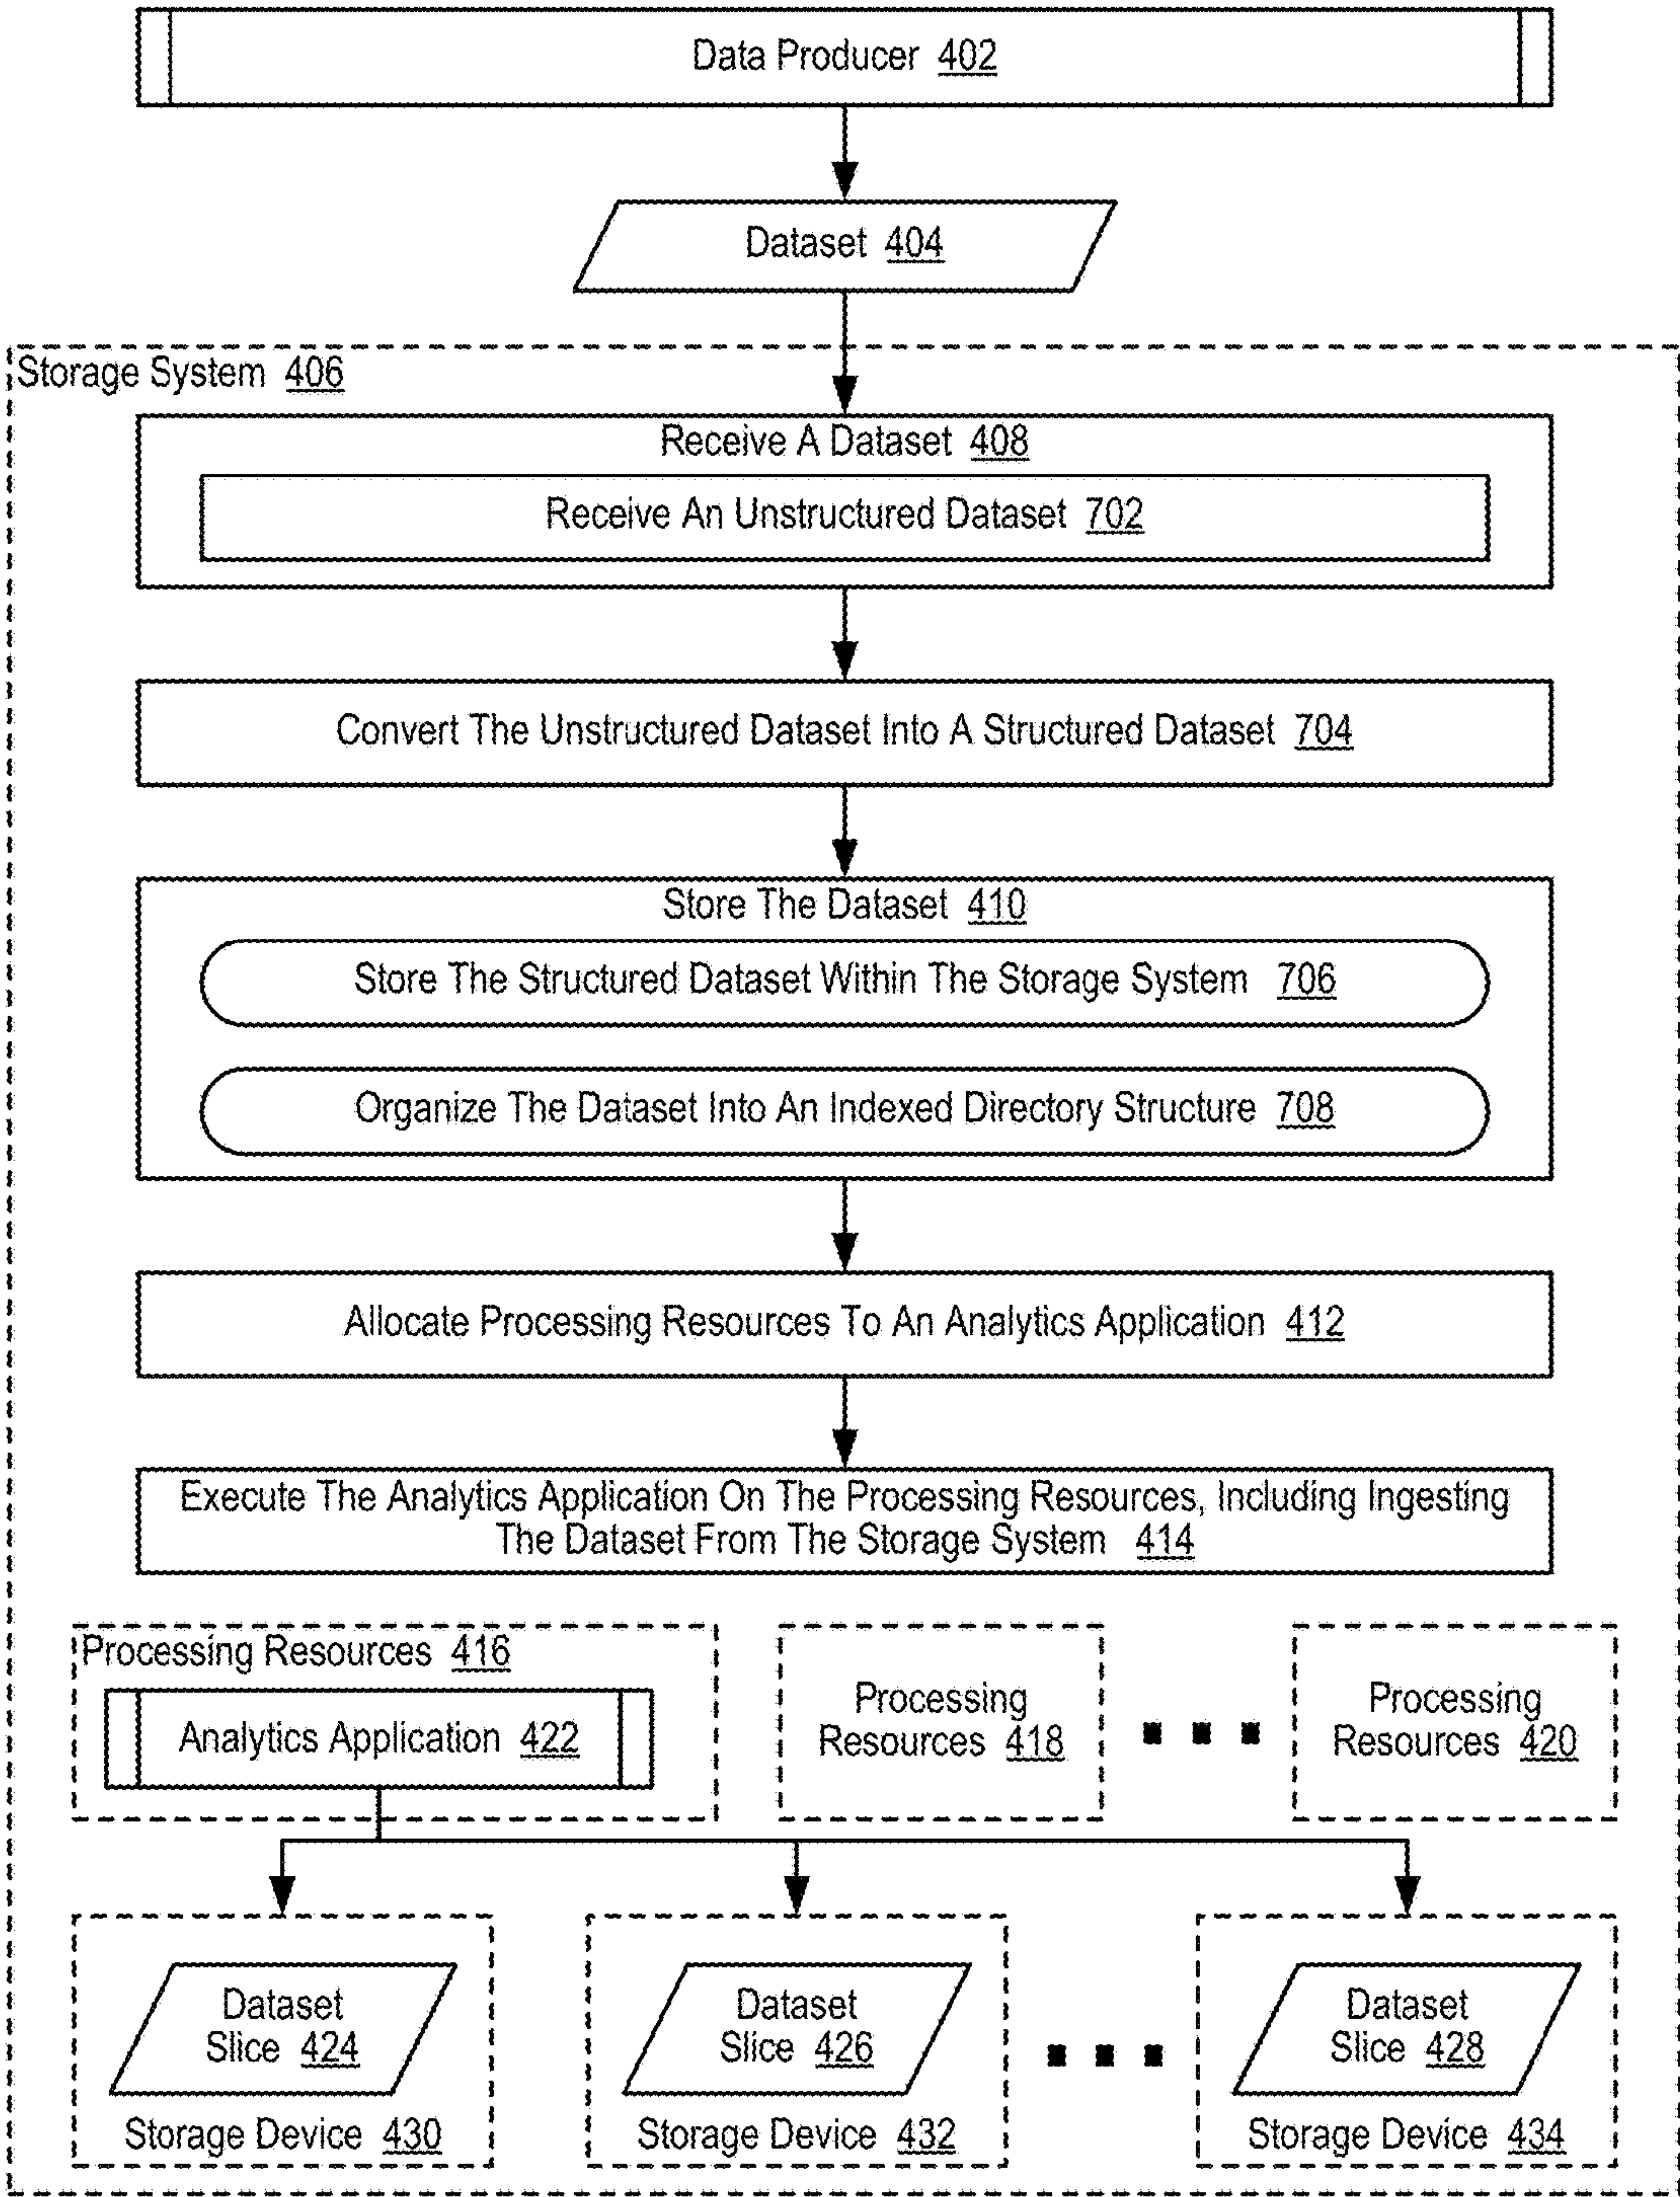 Data Producer 402
Dataset 404
Storage System 406
Receive A Dataset 408
Receive An Unstructured Dataset 702
Convert The Unstructured Dataset Into A Structured Dataset 704
Store The Dataset 410
Store The Structured Dataset Within The Storage System 706
Organize The Dataset Into An Indexed Directory Structure 708
Allocate Processing Resources To An Analytics Application 412
Execute The Analytics Application On The Processing Resources, Including Ingesting
The Dataset From The Storage System 414
Processing Resources 416
Analytics Application 422
Processing
Resources 418
Processing
Resources 420
Dataset
Slice 424
Storage Device 430
Dataset
Slice 426
Storage Device 432
Dataset
Slice 428
Storage Device 434